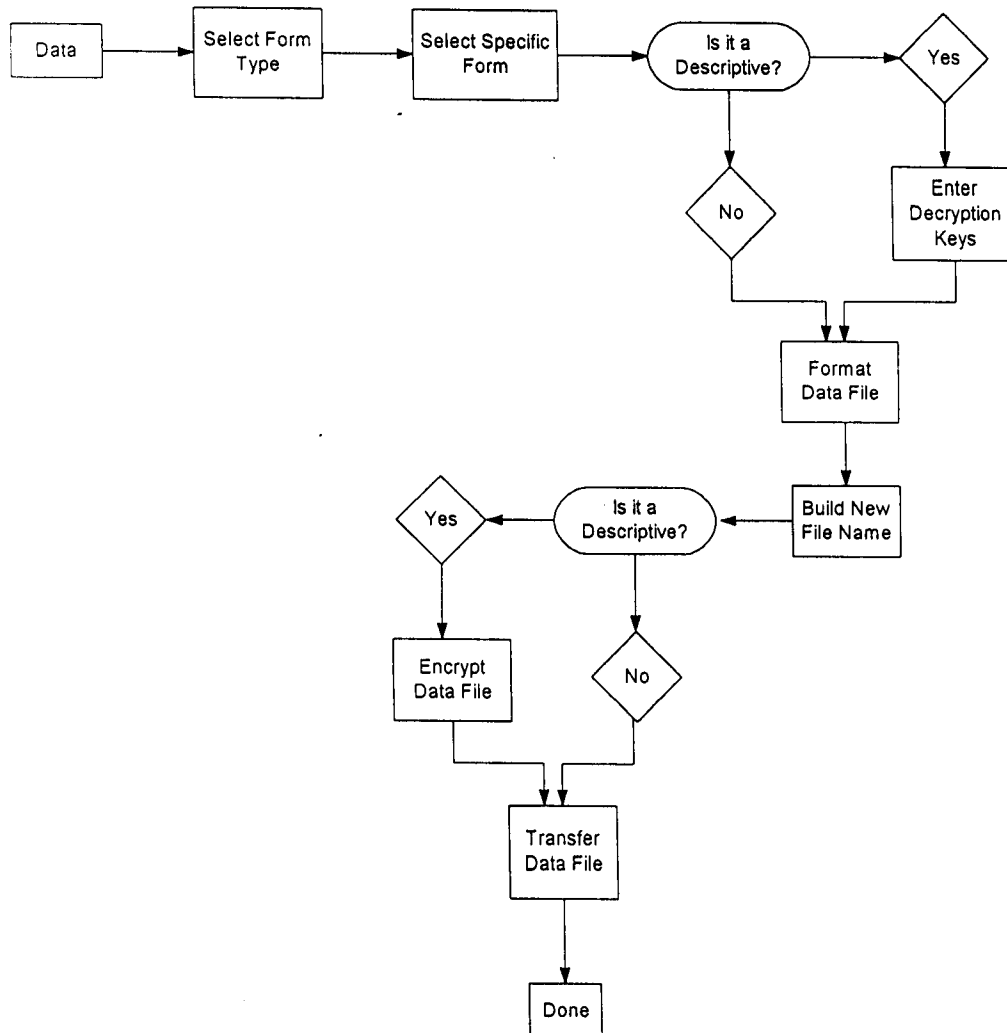 Data
Select Form
Type
Select Specific
Form
Is it a
Descriptive?
Yes
No
Enter
Decryption
Keys
Format
Data File
Build New
File Name
Is it a
Descriptive?
Yes
No
Encrypt
Data File
Transfer
Data File
Done